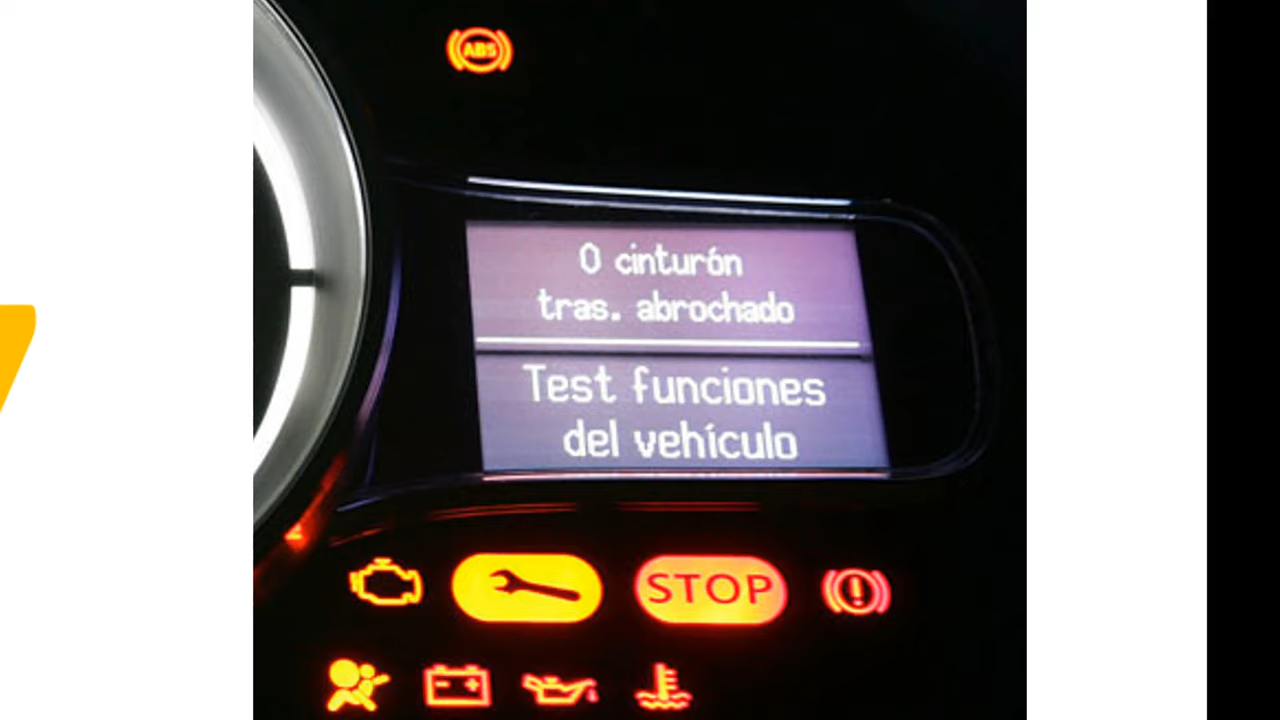 ABS
0 cinturón
tras. abrochado
Test funciones
del vehículo
STOP